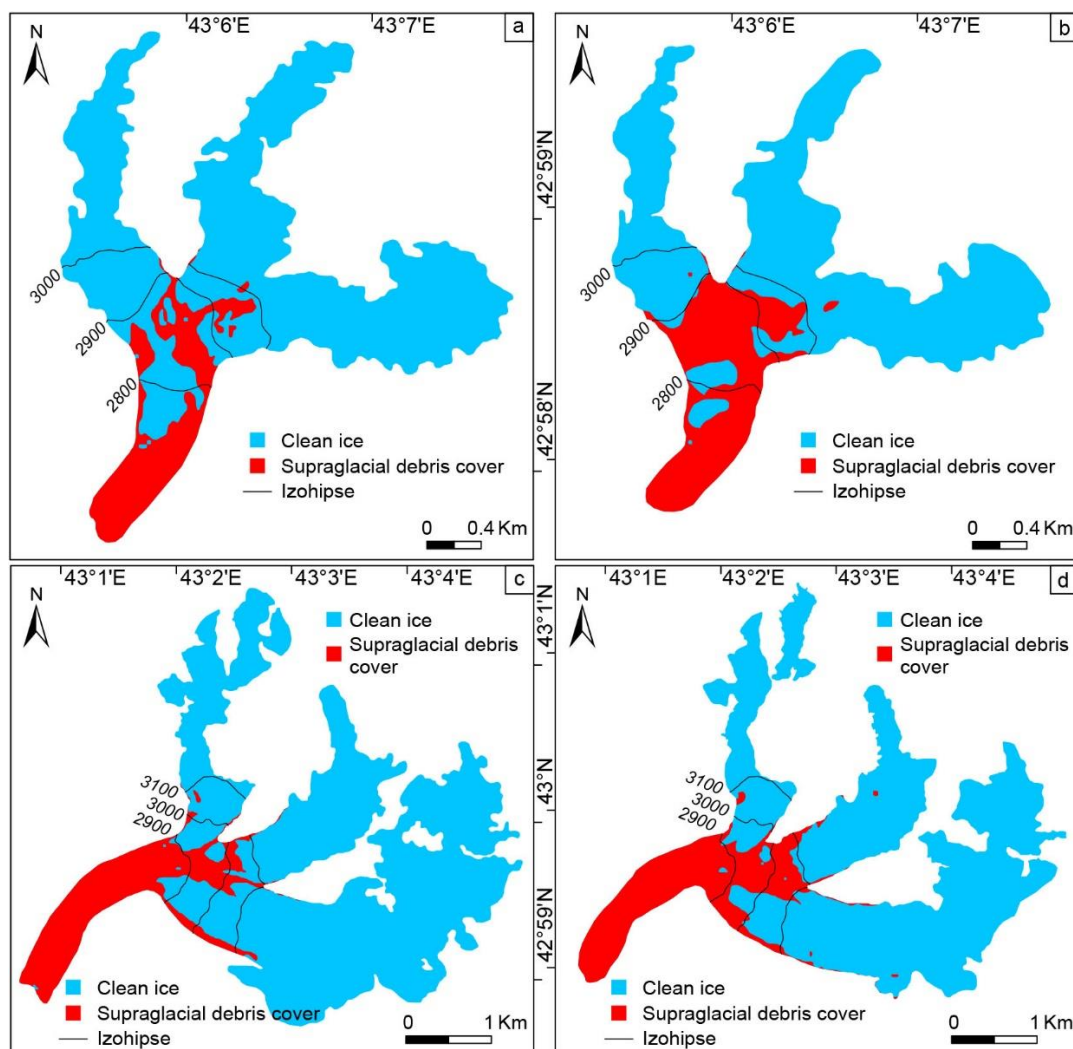 43°6'E
43°7'E
a
N
3000
2900
2800
42°59'N
42°58'N
Clean ice
Supraglacial debris cover
Izohipse
0
0.4 Km
43°6'E
43°7'E
b
N
3000
2900
2800
Clean ice
Supraglacial debris cover
Izohipse
0
0.4 Km
43°1'E
43°2'E
43°3'E
43°4'E
c
N
Clean ice
Supraglacial debris
cover
3100
3000
2900
43°1'N
43°N
42°59'N
Clean ice
Supraglacial debris cover
Izohipse
0
1 Km
43°1'E
43°2'E
43°3'E
43°4'E
d
N
Clean ice
Supraglacial debris
cover
3100
3000
2900
Clean ice
Supraglacial debris cover
Izohipse
0
1 Km